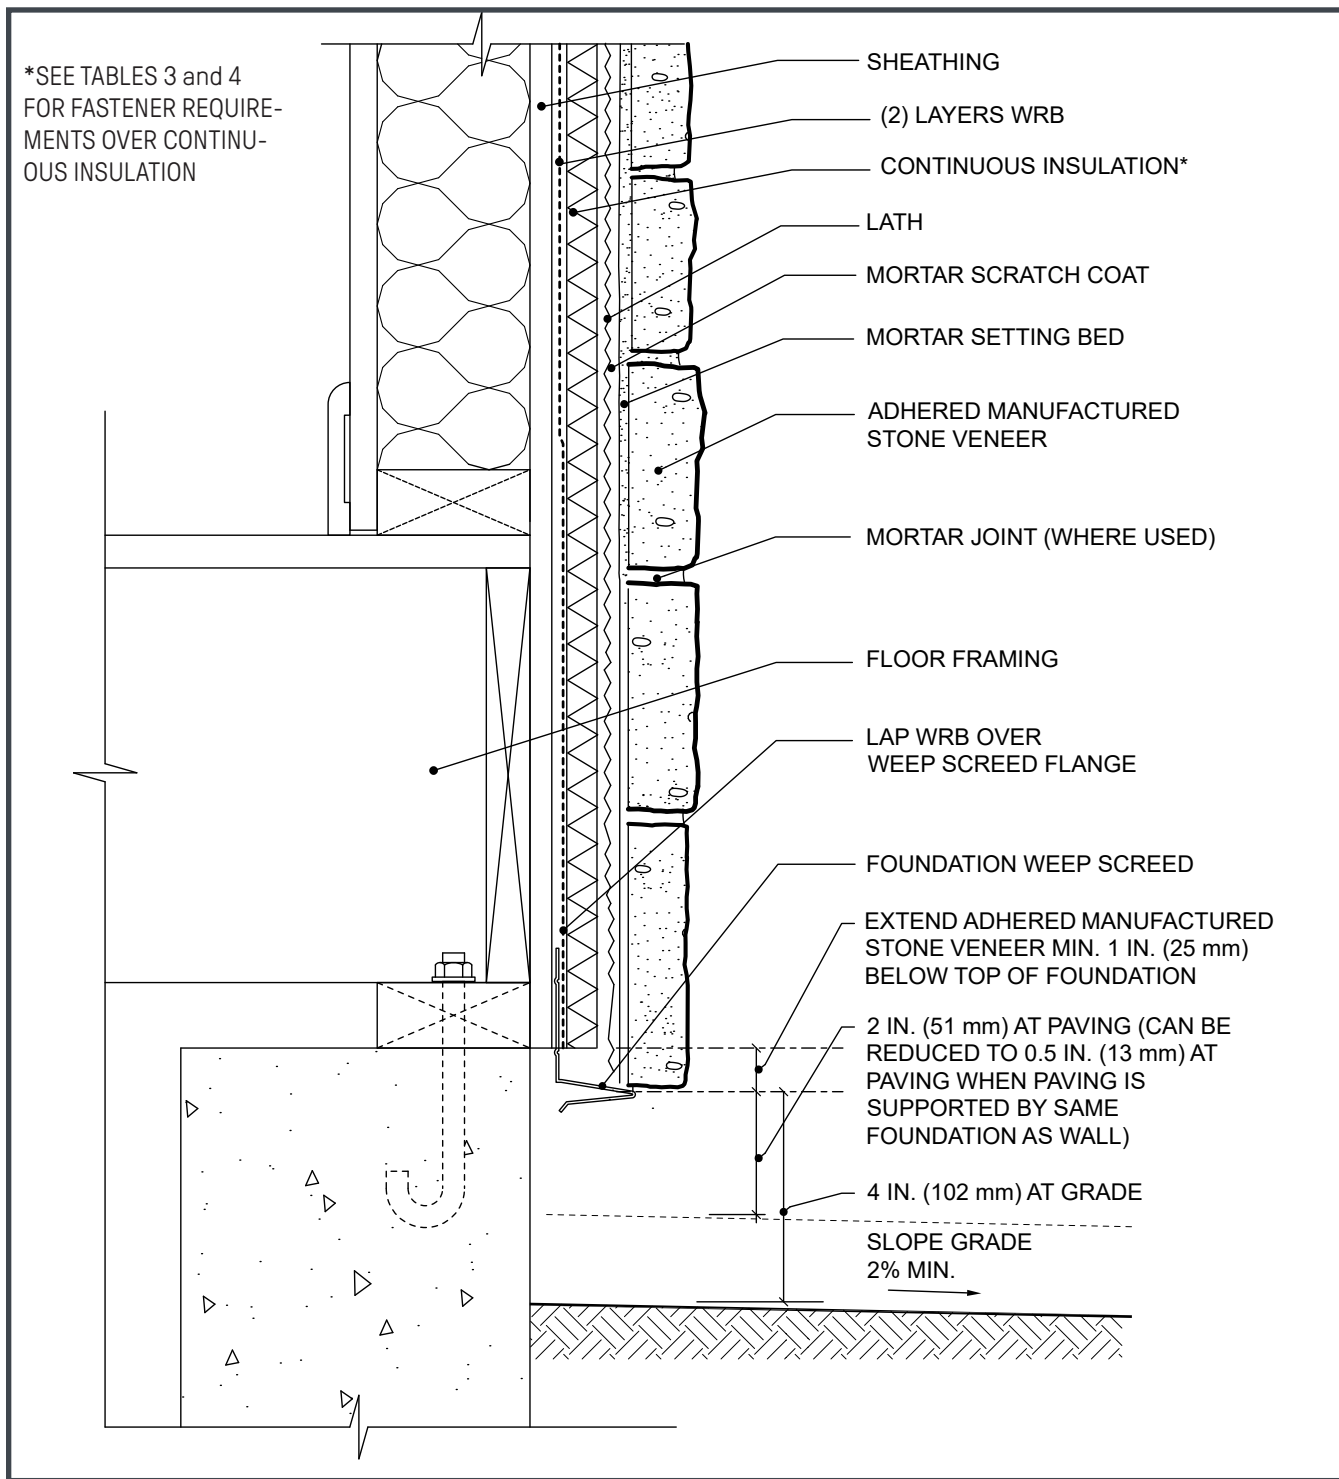 *SEE TABLES 3 and 4
FOR FASTENER REQUIRE-
MENTS OVER CONTINU-
OUS INSULATION
SHEATHING
(2) LAYERS WRB
CONTINUOUS INSULATION*
LATH
MORTAR SCRATCH COAT
MORTAR SETTING BED
ADHERED MANUFACTURED
STONE VENEER
MORTAR JOINT (WHERE USED)
FLOOR FRAMING
LAP WRB OVER
WEEP SCREED FLANGE
FOUNDATION WEEP SCREED
EXTEND ADHERED MANUFACTURED
STONE VENEER MIN. 1 IN. (25 mm)
BELOW TOP OF FOUNDATION
2 IN. (51 mm) AT PAVING (CAN BE
REDUCED TO 0.5 IN. (13 mm) AT
PAVING WHEN PAVING IS
SUPPORTED BY SAME
FOUNDATION AS WALL)
4 IN. (102 mm) AT GRADE
SLOPE GRADE
2% MIN.